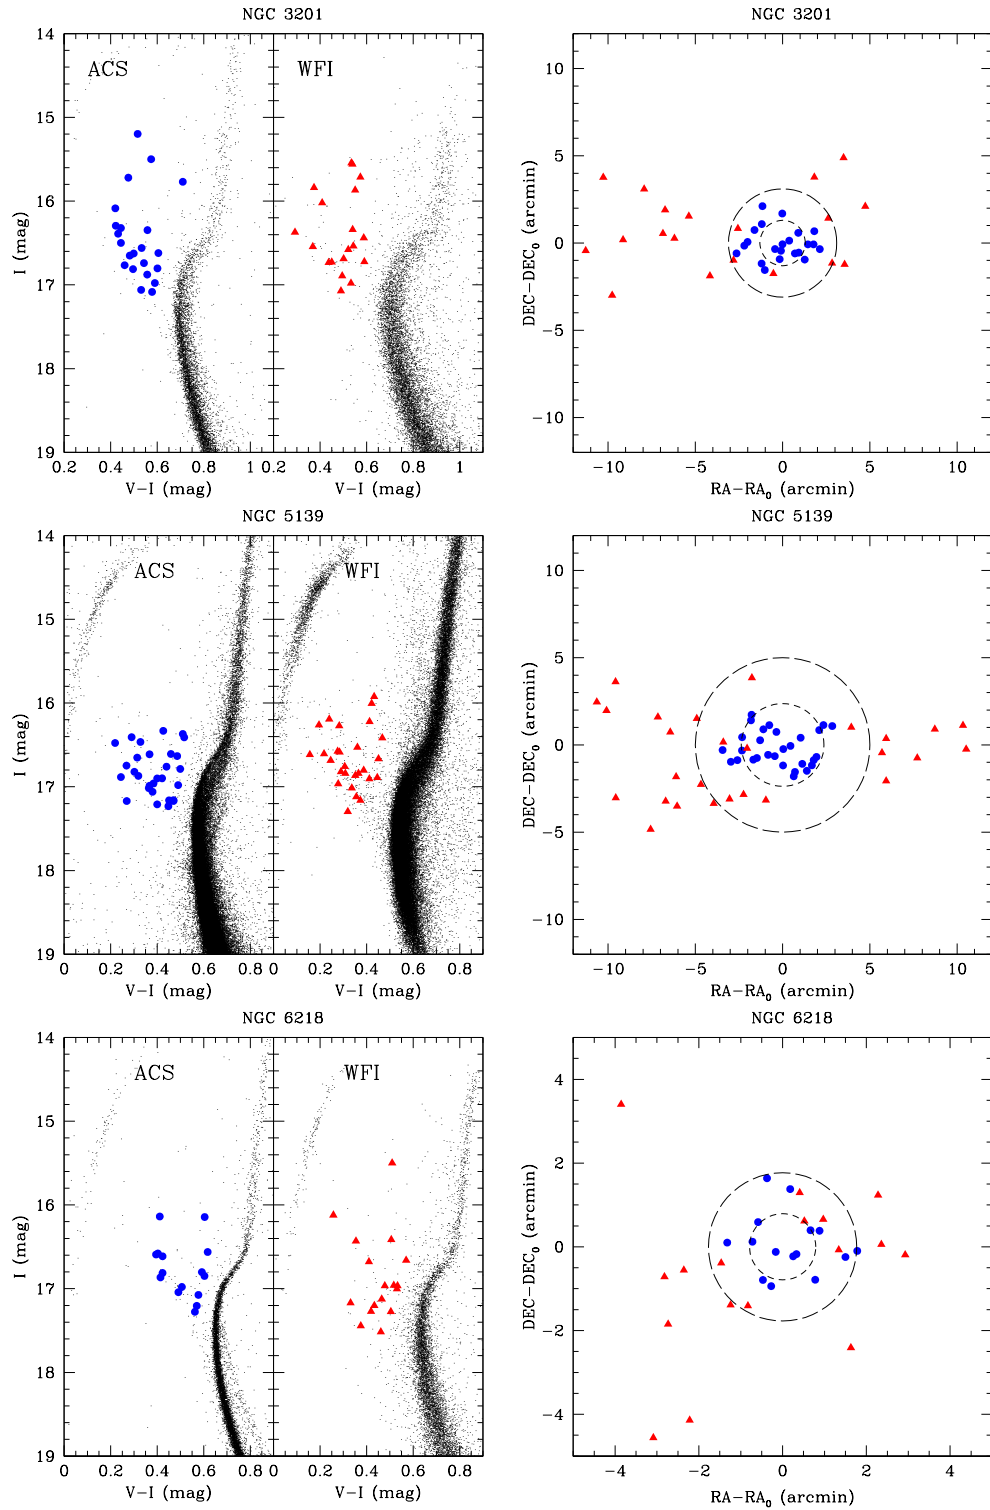 NGC 3201
NGC 3201
ACS
WFI
14
15
16
17
18
19
I (mag)
0.2 0.4 0.6 0.8 1 0.2 0.4 0.6 0.8 1
V-I (mag)
V-I (mag)
10
5
0
-5
-10
DEC-DEC₀ (arcmin)
-10 -5 0 5 10
RA-RA₀ (arcmin)
NGC 5139
NGC 5139
ACS
WFI
14
15
16
17
18
19
I (mag)
0 0.2 0.4 0.6 0.8 0 0.2 0.4 0.6 0.8
V-I (mag)
V-I (mag)
10
5
0
-5
-10
DEC-DEC₀ (arcmin)
-10 -5 0 5 10
RA-RA₀ (arcmin)
NGC 6218
NGC 6218
ACS
WFI
14
15
16
17
18
19
I (mag)
0 0.2 0.4 0.6 0.8 0 0.2 0.4 0.6 0.8
V-I (mag)
V-I (mag)
4
2
0
-2
-4
DEC-DEC₀ (arcmin)
-4 -2 0 2 4
RA-RA₀ (arcmin)